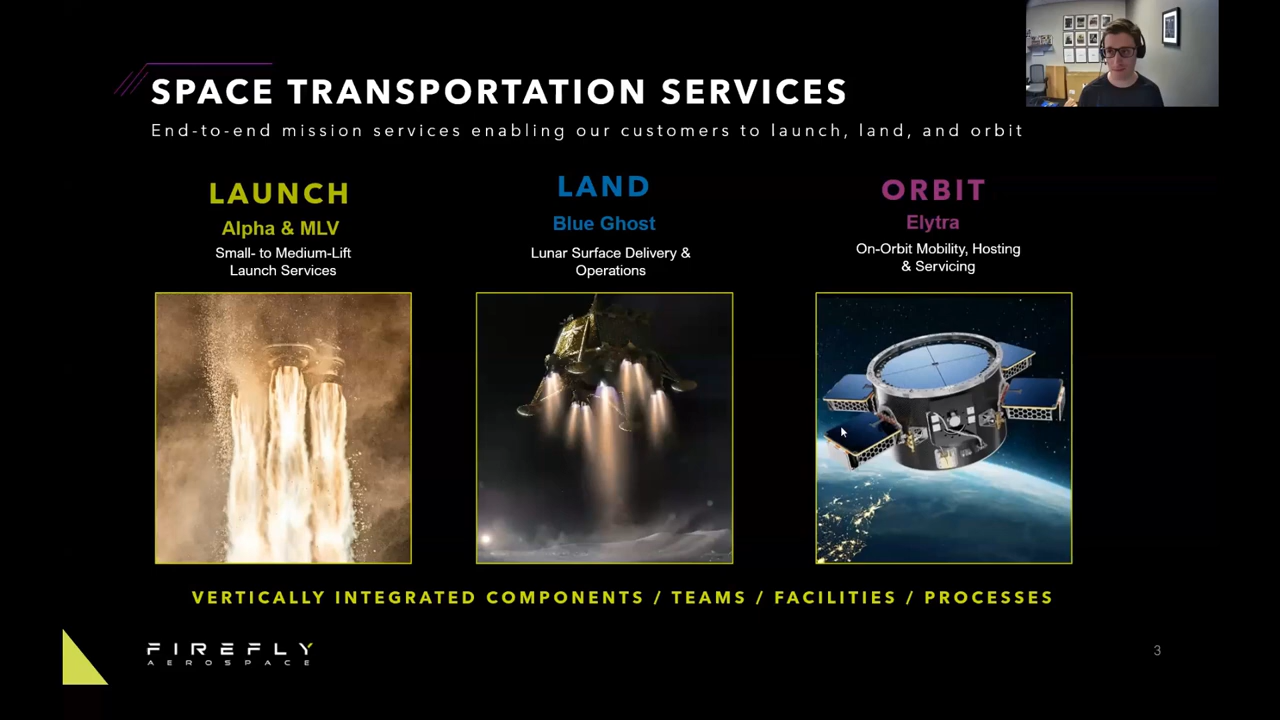 SPACE TRANSPORTATION SERVICES
End-to-end mission services enabling our customers to launch, land, and orbit
LAUNCH
Alpha & MLV
Small- to Medium-Lift
Launch Services
LAND
Blue Ghost
Lunar Surface Delivery &
Operations
ORBIT
Elytra
On-Orbit Mobility, Hosting
& Servicing
VERTICALLY INTEGRATED COMPONENTS / TEAMS / FACILITIES / PROCESSES
FIREFLY
AEROSPACE
3